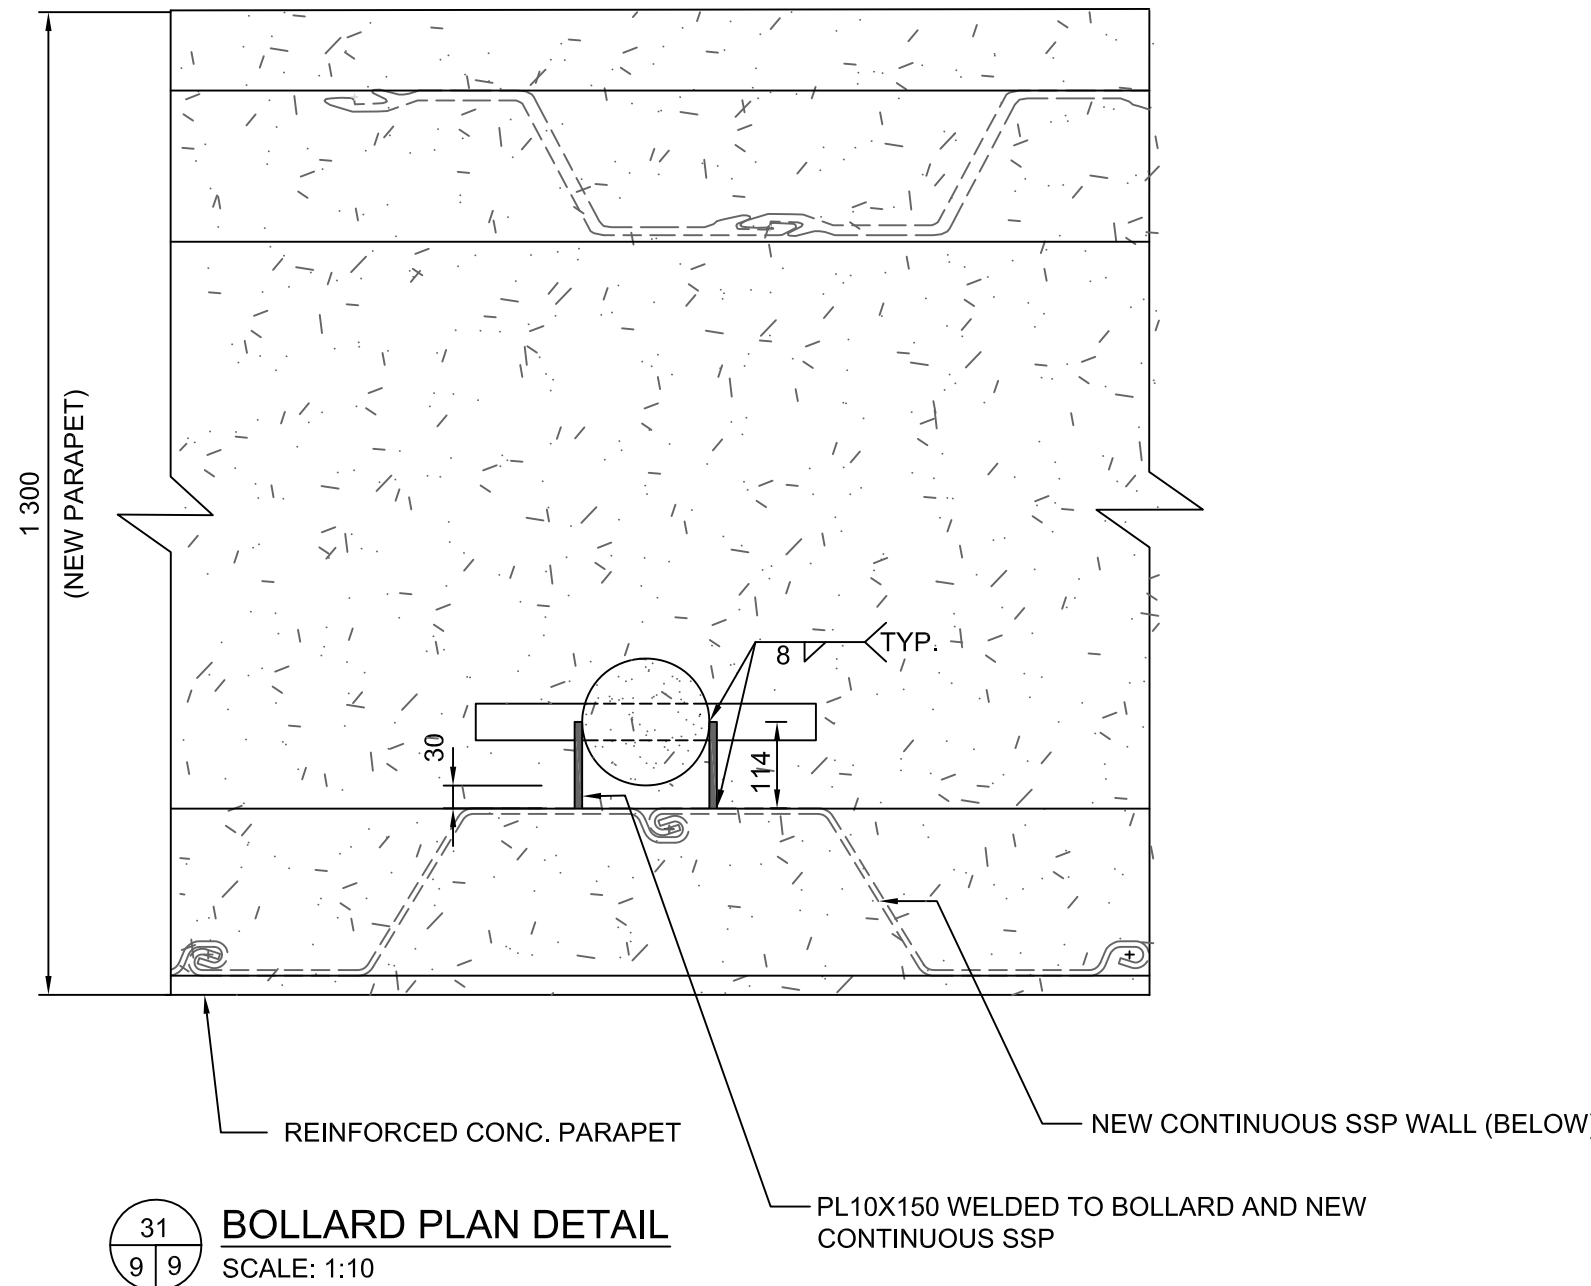 1 300
(NEW PARAPET)
8
TYP.
30
114
REINFORCED CONC. PARAPET
NEW CONTINUOUS SSP WALL (BELOW)
PL10X150 WELDED TO BOLLARD AND NEW
CONTINUOUS SSP
31
9 9
BOLLARD PLAN DETAIL
SCALE: 1:10